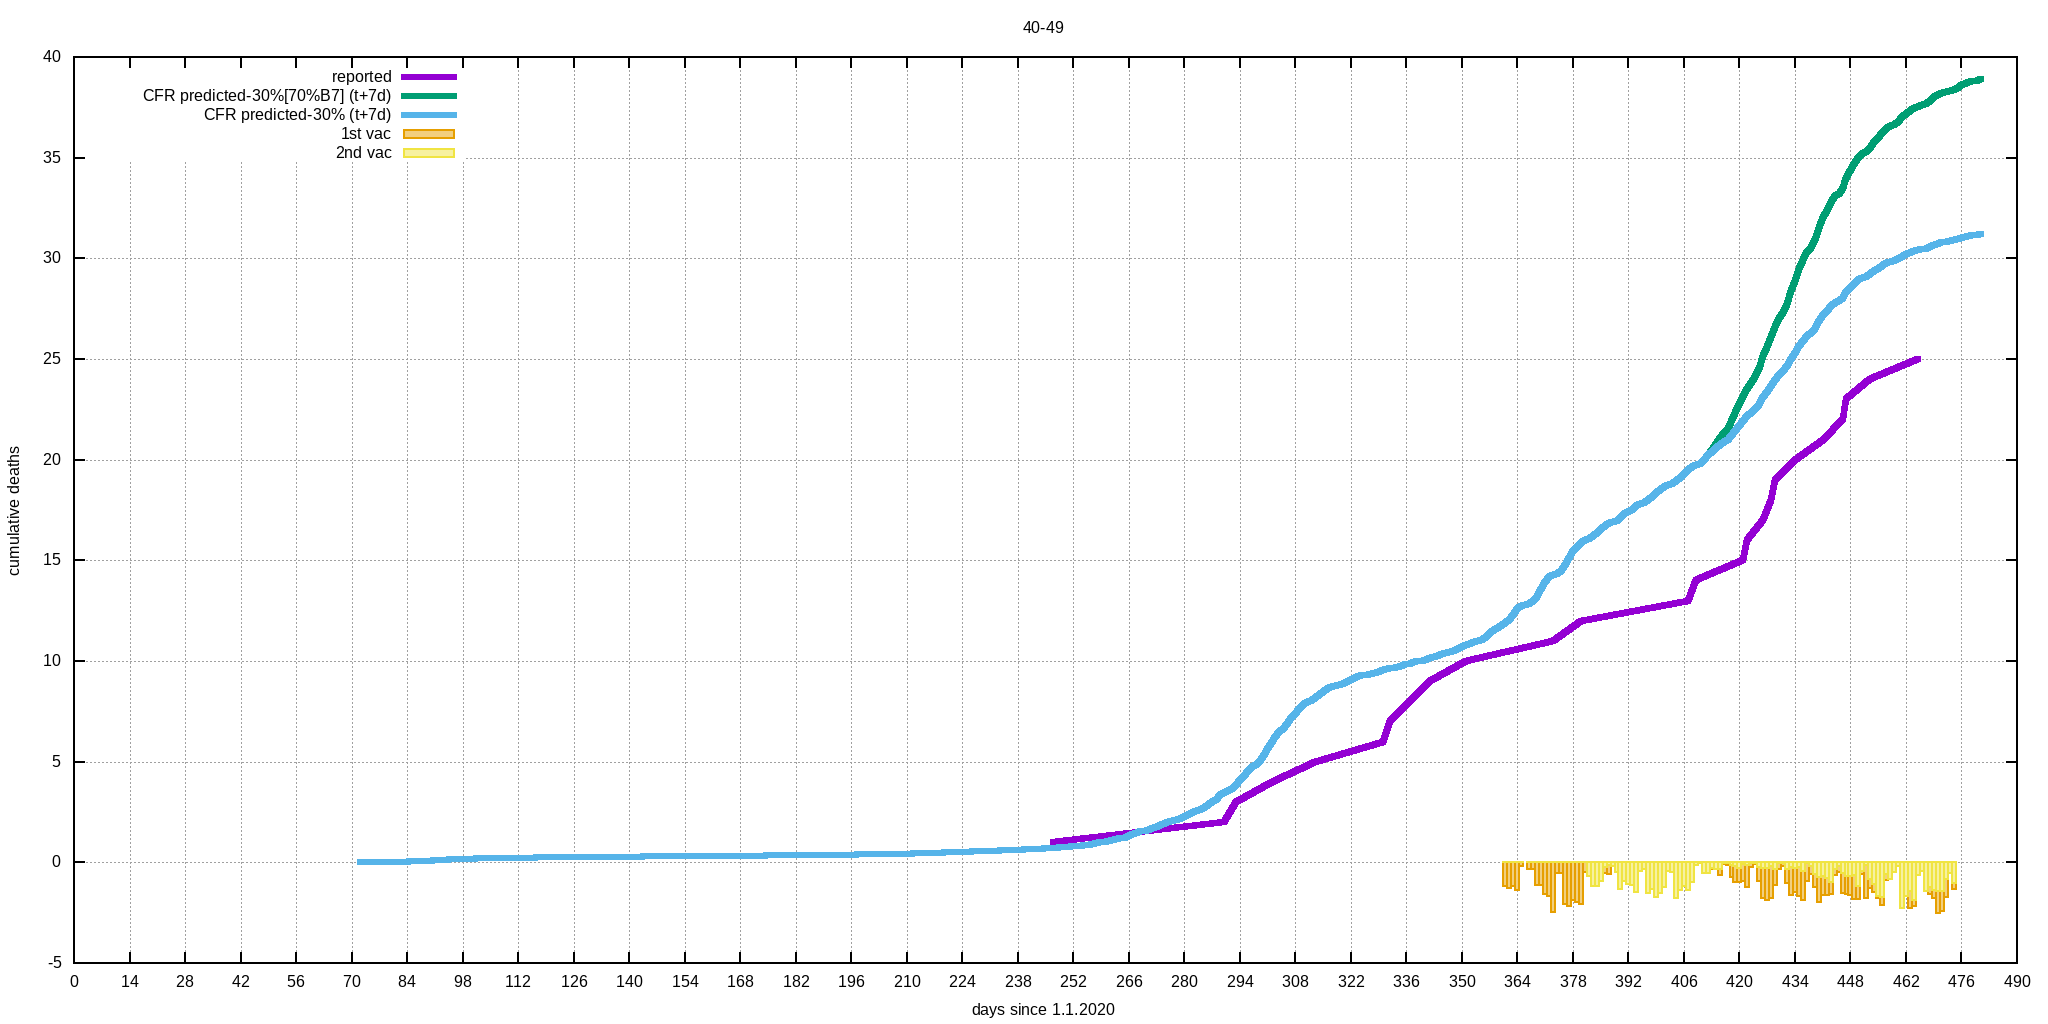 40-49
reported
CFR predicted-30%[70%B7] (t+7d)
CFR predicted-30% (t+7d)
1st vac
2nd vac
40
35
30
25
20
15
10
5
0
-5
cumulative deaths
0 14 28 42 56 70 84 98 112 126 140 154 168 182 196 210 224 238 252 266 280 294 308 322 336 350 364 378 392 406 420 434 448 462 476 490
days since 1.1.2020